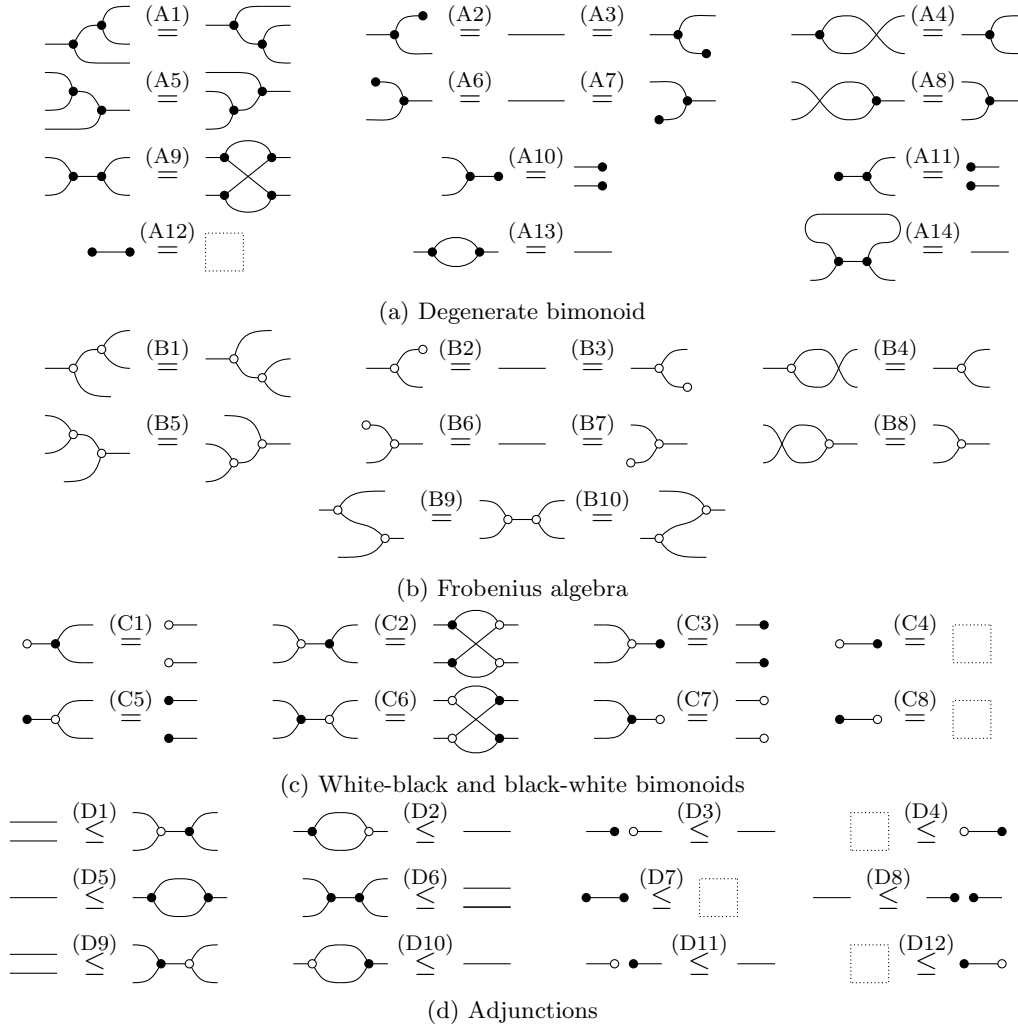 (A1) = (A2) = (A3) = (A4) =
(A5) = (A6) = (A7) = (A8) =
(A9) = (A10) = (A11) =
(A12) = (A13) = (A14) =
(a) Degenerate bimonoid
(B1) = (B2) = (B3) = (B4) =
(B5) = (B6) = (B7) = (B8) =
(B9) = (B10) =
(b) Frobenius algebra
(C1) = (C2) = (C3) = (C4) =
(C5) = (C6) = (C7) = (C8) =
(c) White-black and black-white bimonoids
(D1) ≤ (D2) ≤ (D3) ≤ (D4) ≤
(D5) ≤ (D6) ≤ (D7) ≤ (D8) ≤
(D9) ≤ (D10) ≤ (D11) ≤ (D12) ≤
(d) Adjunctions